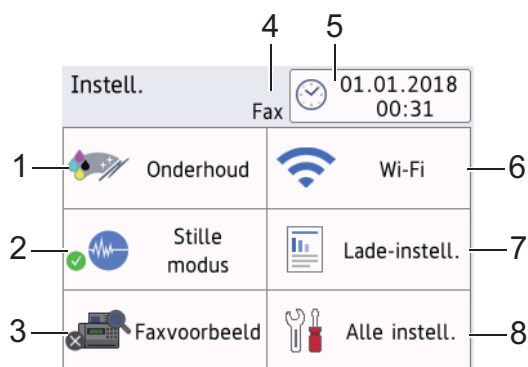 4 5
Instell.
Fax
01.01.2018
00:31
1 Onderhoud
Wi-Fi 6
2 Stille
modus
Lade-instell. 7
3 Faxvoorbeeld
Alle instell. 8